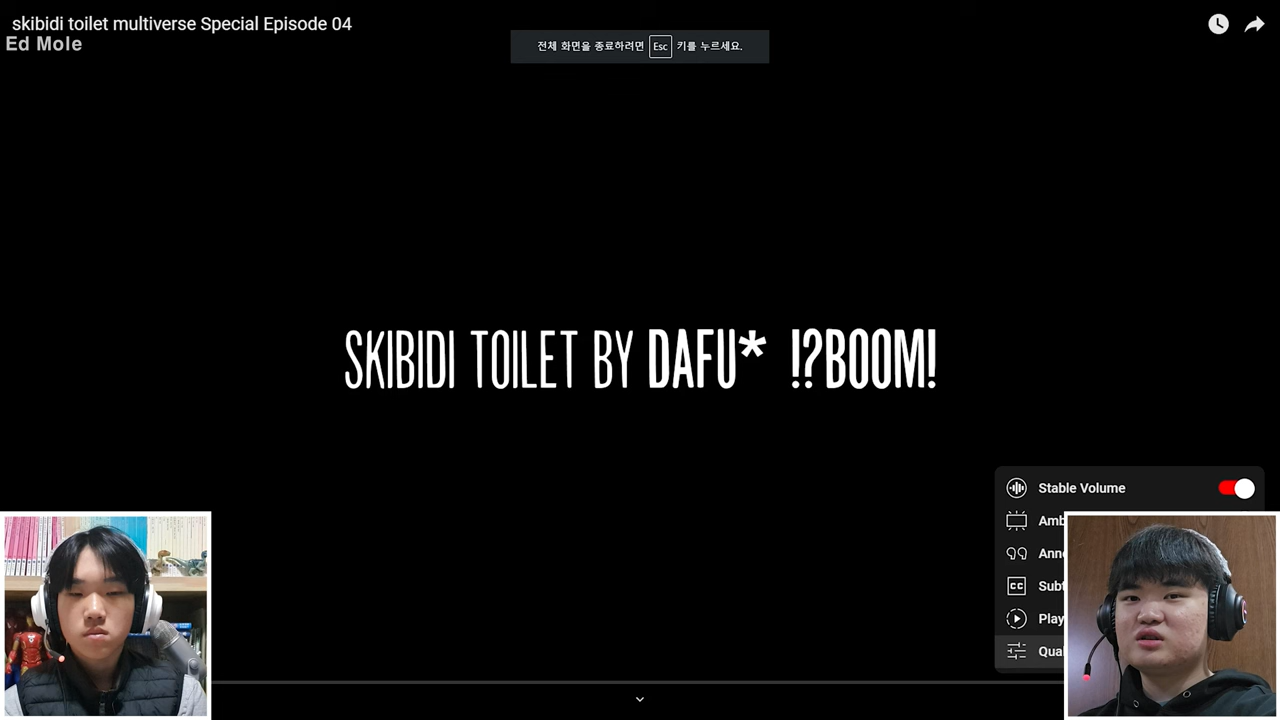 skibidi toilet multiverse Special Episode 04
Ed Mole
전체 화면을 종료하려면 Esc 키를 누르세요.
SKIBIDI TOILET BY DAFU* !?BOOM!
Stable Volume
Amb
Ann
Subt
Play
Qua